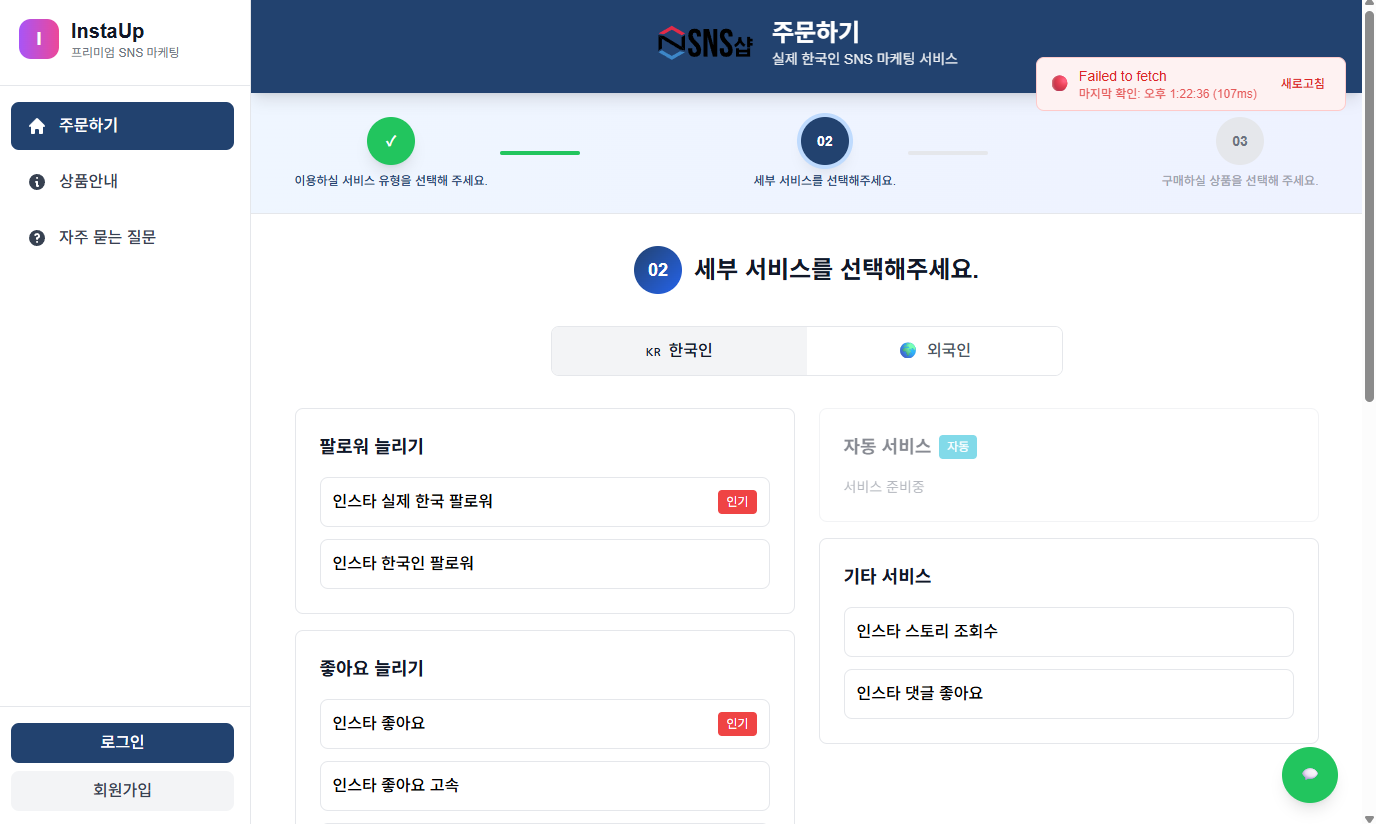 I
InstaUp
프리미엄 SNS 마케팅
주문하기
상품안내
자주 묻는 질문
로그인
회원가입
SNS샵
주문하기
실제 한국인 SNS 마케팅 서비스
Failed to fetch
마지막 확인: 오후 1:22:36 (107ms)
새로고침
✓
이용하실 서비스 유형을 선택해 주세요.
02
세부 서비스를 선택해주세요.
03
구매하실 상품을 선택해 주세요.
02 세부 서비스를 선택해주세요.
KR 한국인
외국인
팔로워 늘리기
인스타 실제 한국 팔로워 인기
인스타 한국인 팔로워
좋아요 늘리기
인스타 좋아요 인기
인스타 좋아요 고속
자동 서비스 자동
서비스 준비중
기타 서비스
인스타 스토리 조회수
인스타 댓글 좋아요